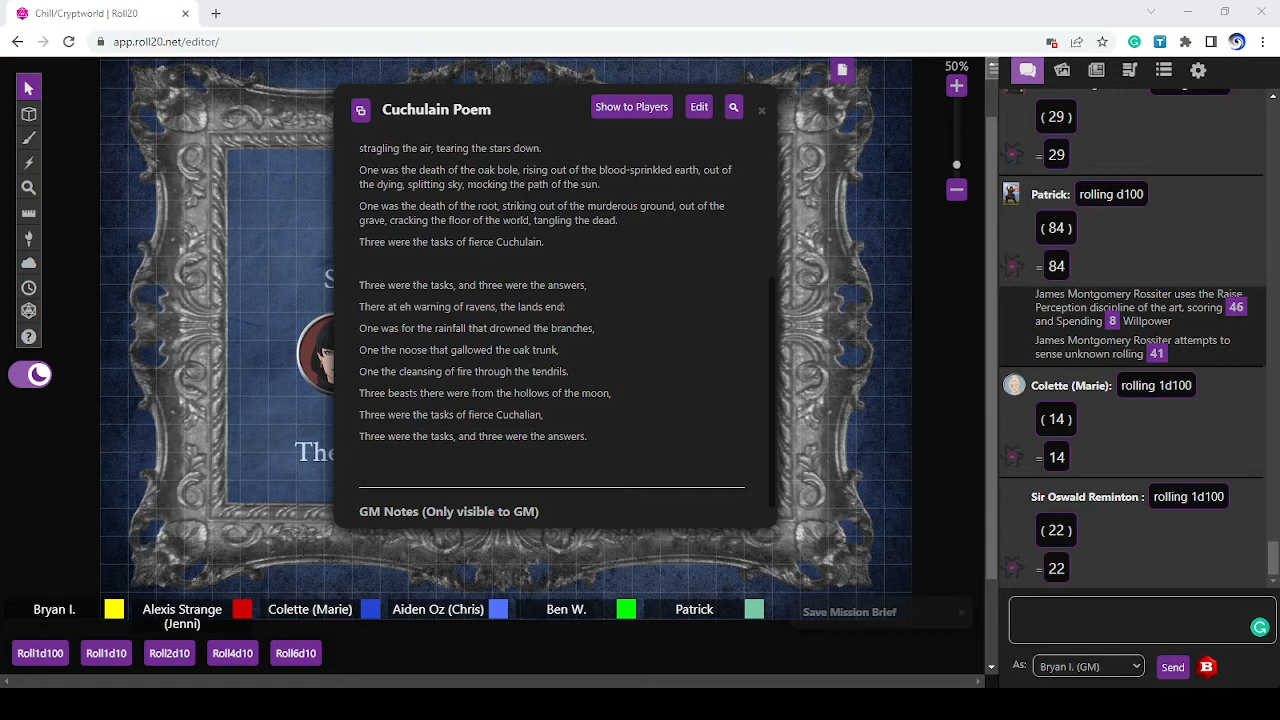 Chill/Cryptworld | Roll20
app.roll20.net/editor/
50%
Cuchulain Poem
Show to Players
Edit
stragling the air, tearing the stars down.
One was the death of the oak bole, rising out of the blood-sprinkled earth, out of
the dying, splitting sky, mocking the path of the sun.
One was the death of the root, striking out of the murderous ground, out of the
grave, cracking the floor of the world, tangling the dead.
Three were the tasks of fierce Cuchulain.
Three were the tasks, and three were the answers,
There at eh warning of ravens, the lands end:
One was for the rainfall that drowned the branches,
One the noose that gallowed the oak trunk,
One the cleansing of fire through the tendrils.
Three beasts there were from the hollows of the moon,
Three were the tasks of fierce Cuchalian,
Three were the tasks, and three were the answers.
GM Notes (Only visible to GM)
S
The
Bryan I.
Alexis Strange
(Jenni)
Colette (Marie)
Aiden Oz (Chris)
Ben W.
Patrick
Save Mission Brief
Roll1d100
Roll1d10
Roll2d10
Roll4d10
Roll6d10
( 29 )
= 29
Patrick: rolling d100
( 84 )
= 84
James Montgomery Rossiter uses the Raise
Perception discipline of the art, scoring 46
and Spending 8 Willpower
James Montgomery Rossiter attempts to
sense unknown rolling 41
Colette (Marie): rolling 1d100
( 14 )
= 14
Sir Oswald Reminton : rolling 1d100
( 22 )
= 22
As: Bryan I. (GM)
Send